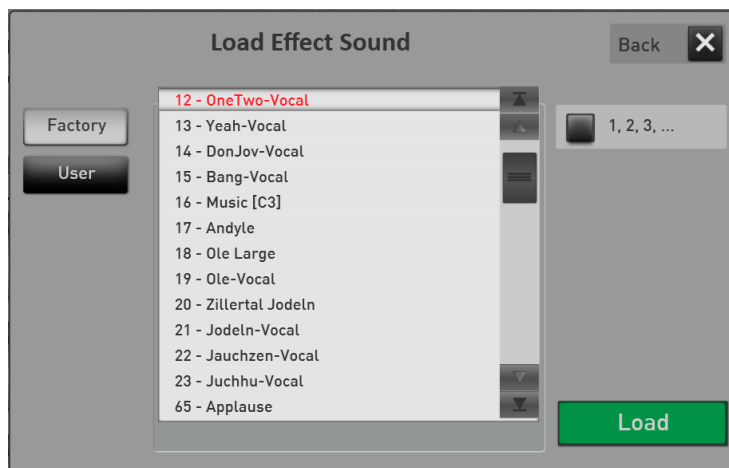 Load Effect Sound
Back
Factory
User
12 - OneTwo-Vocal
13 - Yeah-Vocal
14 - DonJov-Vocal
15 - Bang-Vocal
16 - Music [C3]
17 - Andyle
18 - Ole Large
19 - Ole-Vocal
20 - Zillertal Jodeln
21 - Jodeln-Vocal
22 - Jauchzen-Vocal
23 - Juchhu-Vocal
65 - Applause
1, 2, 3, ...
Load